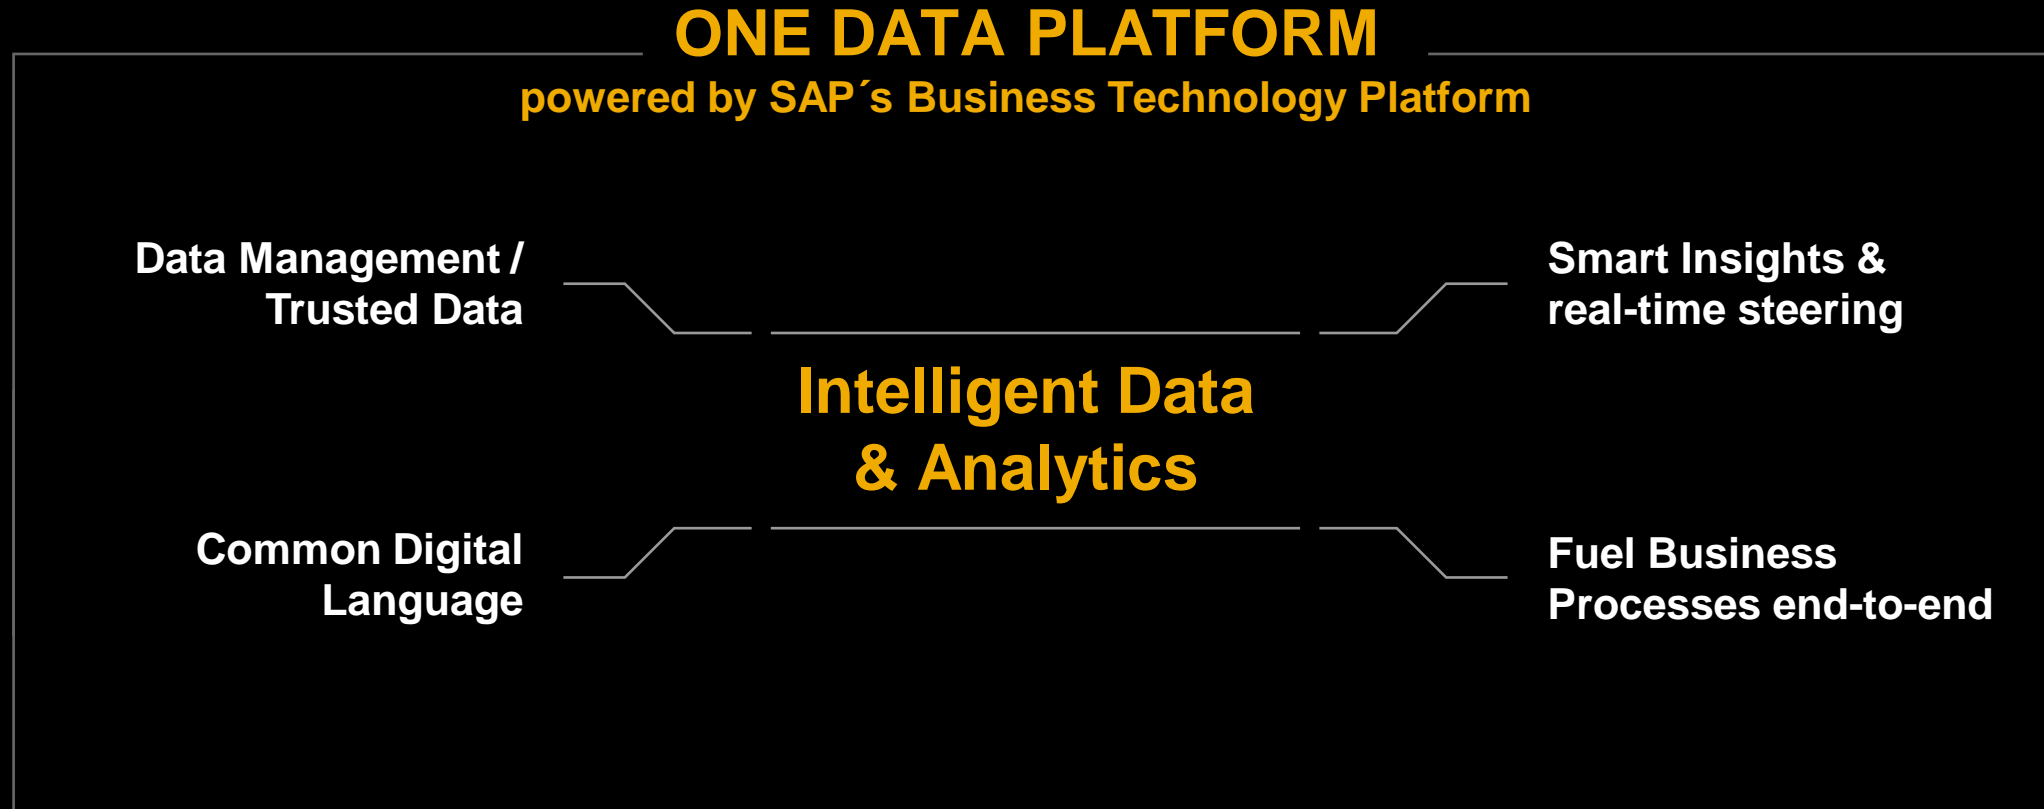 ONE DATA PLATFORM
powered by SAP´s Business Technology Platform
Data Management /
Trusted Data
Smart Insights &
real-time steering
Intelligent Data
& Analytics
Common Digital
Language
Fuel Business
Processes end-to-end